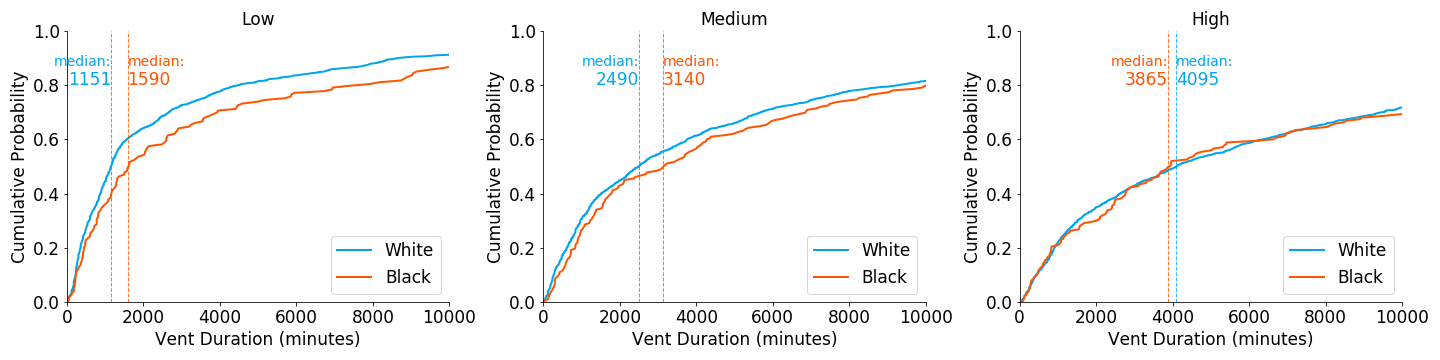 Low
median:
1151
median:
1590
1.0
0.8
0.6
0.4
0.2
0.0
Cumulative Probability
White
Black
0
2000
4000
6000
8000
10000
Vent Duration (minutes)
Medium
median:
2490
median:
3140
1.0
0.8
0.6
0.4
0.2
0.0
Cumulative Probability
White
Black
0
2000
4000
6000
8000
10000
Vent Duration (minutes)
High
median:
3865
median:
4095
1.0
0.8
0.6
0.4
0.2
0.0
Cumulative Probability
White
Black
0
2000
4000
6000
8000
10000
Vent Duration (minutes)